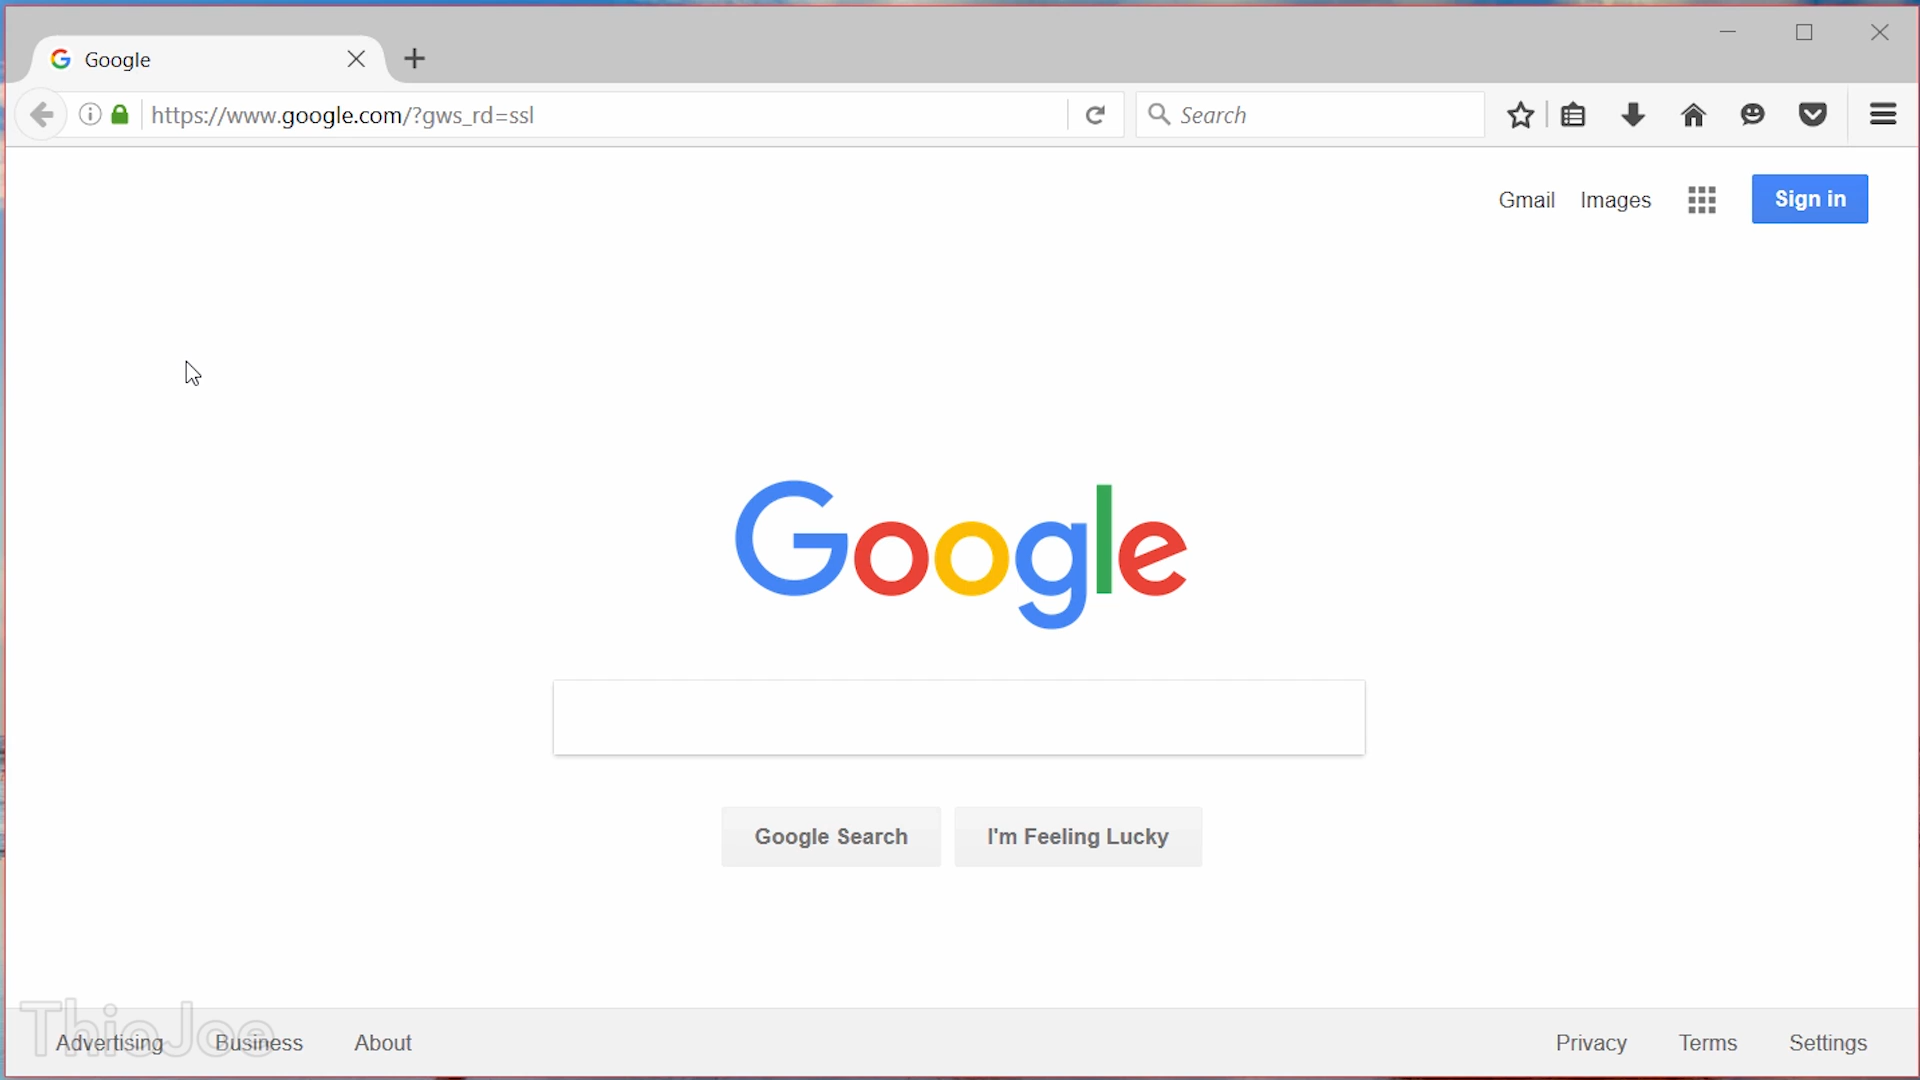 Google
https://www.google.com/?gws_rd=ssl
Search
Gmail Images Sign in
Google
Google Search I'm Feeling Lucky
ThioJoe
Advertising Business About Privacy Terms Settings